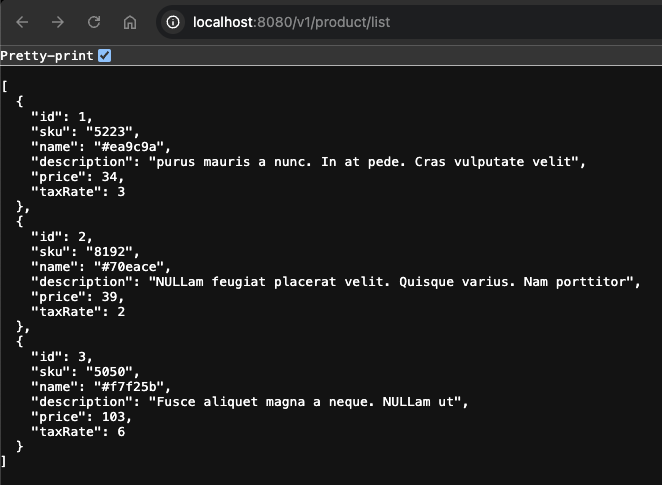 localhost:8080/v1/product/list
Pretty-print
[
  {
    "id": 1,
    "sku": "5223",
    "name": "#ea9c9a",
    "description": "purus mauris a nunc. In at pede. Cras vulputate velit",
    "price": 34,
    "taxRate": 3
  },
  {
    "id": 2,
    "sku": "8192",
    "name": "#70eace",
    "description": "NULLam feugiat placerat velit. Quisque varius. Nam porttitor",
    "price": 39,
    "taxRate": 2
  },
  {
    "id": 3,
    "sku": "5050",
    "name": "#f7f25b",
    "description": "Fusce aliquet magna a neque. NULLam ut",
    "price": 103,
    "taxRate": 6
  }
]